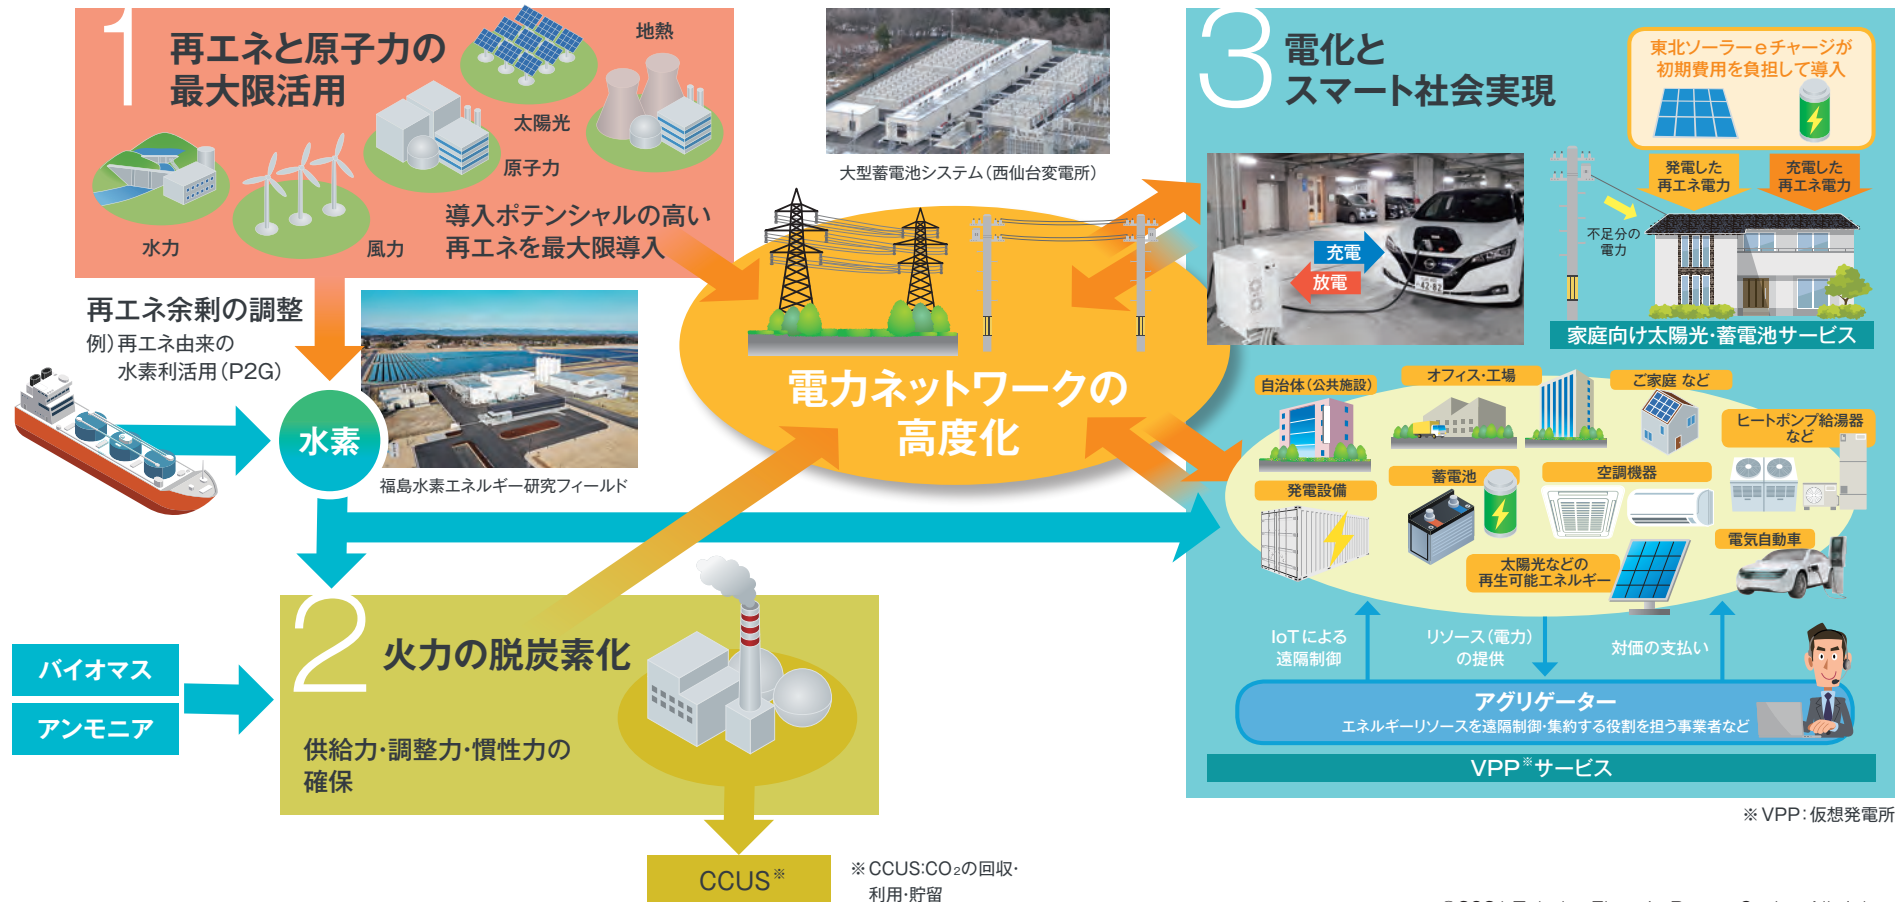 1
再エネと原子力の
最大限活用
地熱
太陽光
原子力
水力
風力
導入ポテンシャルの高い
再エネを最大限導入
再エネ余剰の調整
例)再エネ由来の
水素利活用(P2G)
水素
福島水素エネルギー研究フィールド
大型蓄電池システム(西仙台変電所)
電力ネットワークの
高度化
2
火力の脱炭素化
供給力・調整力・慣性力の
確保
バイオマス
アンモニア
CCUS※
※CCUS:CO₂の回収・
利用・貯留
3
電化と
スマート社会実現
東北ソーラーeチャージが
初期費用を負担して導入
発電した
再エネ電力
充電した
再エネ電力
不足分の
電力
充電
放電
42-82
家庭向け太陽光・蓄電池サービス
自治体(公共施設)
オフィス・工場
ご家庭 など
ヒートポンプ給湯器
など
発電設備
蓄電池
空調機器
太陽光などの
再生可能エネルギー
電気自動車
IoTによる
遠隔制御
リソース(電力)
の提供
対価の支払い
アグリゲーター
エネルギーリソースを遠隔制御・集約する役割を担う事業者など
VPP※サービス
※VPP:仮想発電所